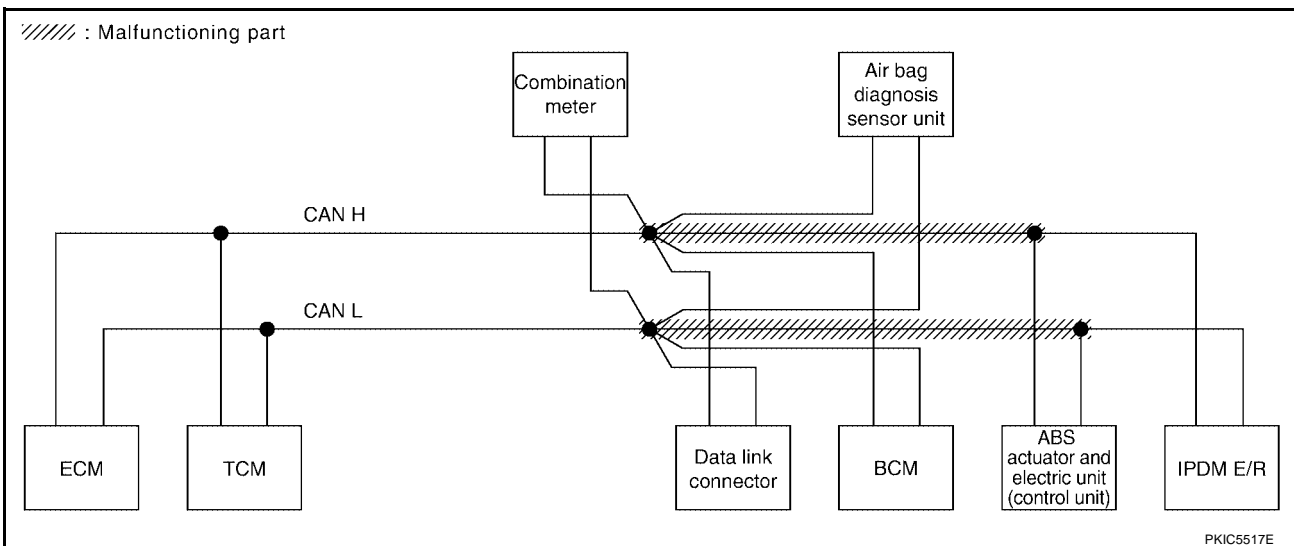 : Malfunctioning part
Combination
meter
Air bag
diagnosis
sensor unit
CAN H
CAN L
ECM
TCM
Data link
connector
BCM
ABS
actuator and
electric unit
(control unit)
IPDM E/R
PKIC5517E